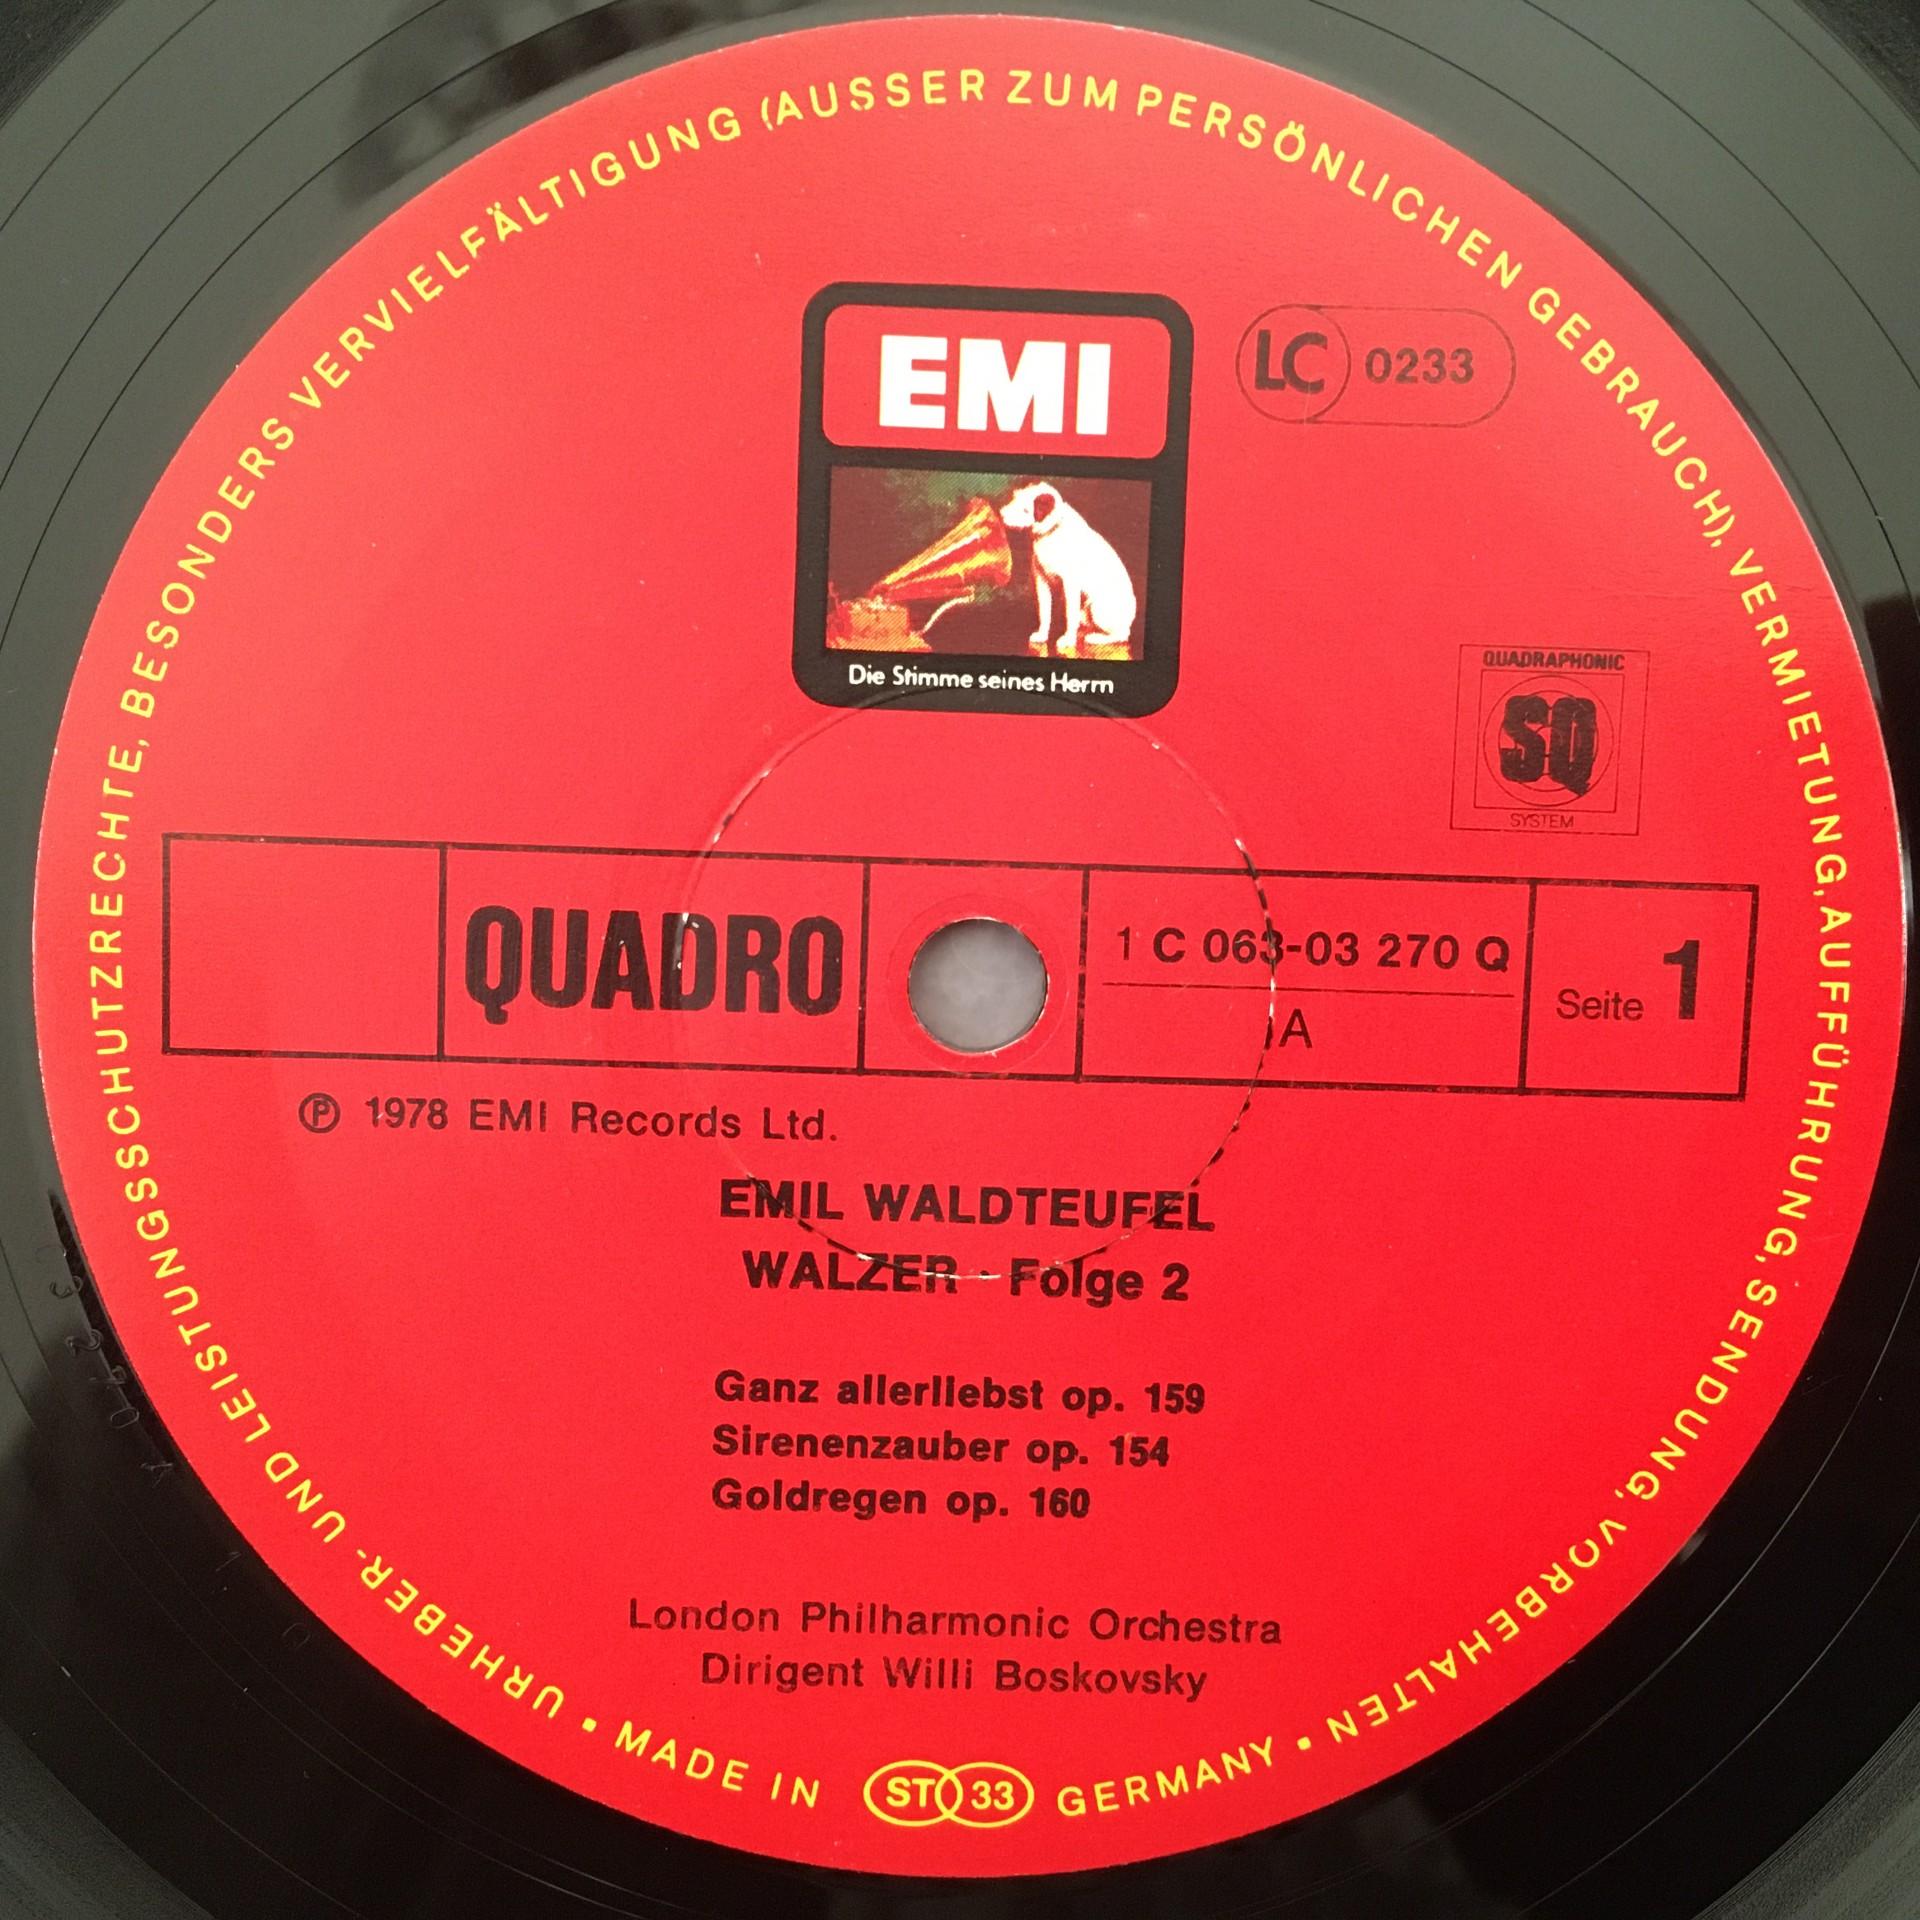 URHEBER- UND LEISTUNGSSCHUTZRECHTE, BESONDERS VERVIELFÄLTIGUNG (AUSSER ZUM PERSÖNLICHEN GEBRAUCH), VERMIETUNG, AUFFÜHRUNG, SENDUNG, VORBEHALTEN •
EMI
LC 0233
Die Stimme seines Herrn
QUADRAPHONIC
SQ
SYSTEM
QUADRO
1 C 063-03 270 Q
A
Seite 1
℗ 1978 EMI Records Ltd.
EMIL WALDTEUFEL
WALZER · Folge 2
Ganz allerliebst op. 159
Sirenenzauber op. 154
Goldregen op. 160
London Philharmonic Orchestra
Dirigent Willi Boskovsky
• MADE IN ST 33 GERMANY